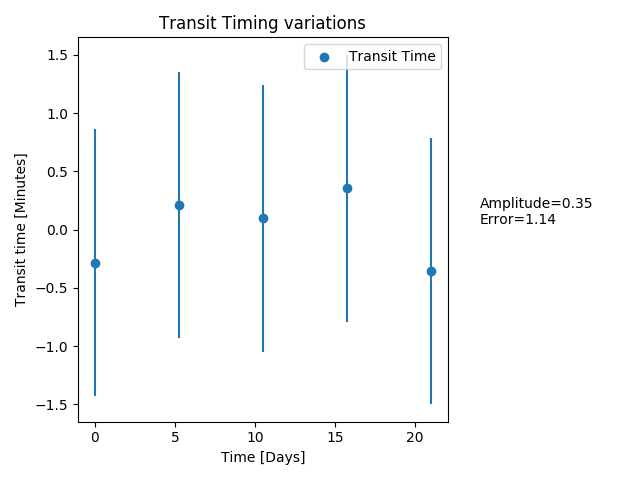 Transit Timing variations
Transit Time
1.5
1.0
0.5
0.0
−0.5
−1.0
−1.5
Transit time [Minutes]
0
5
10
15
20
Time [Days]
Amplitude=0.35
Error=1.14